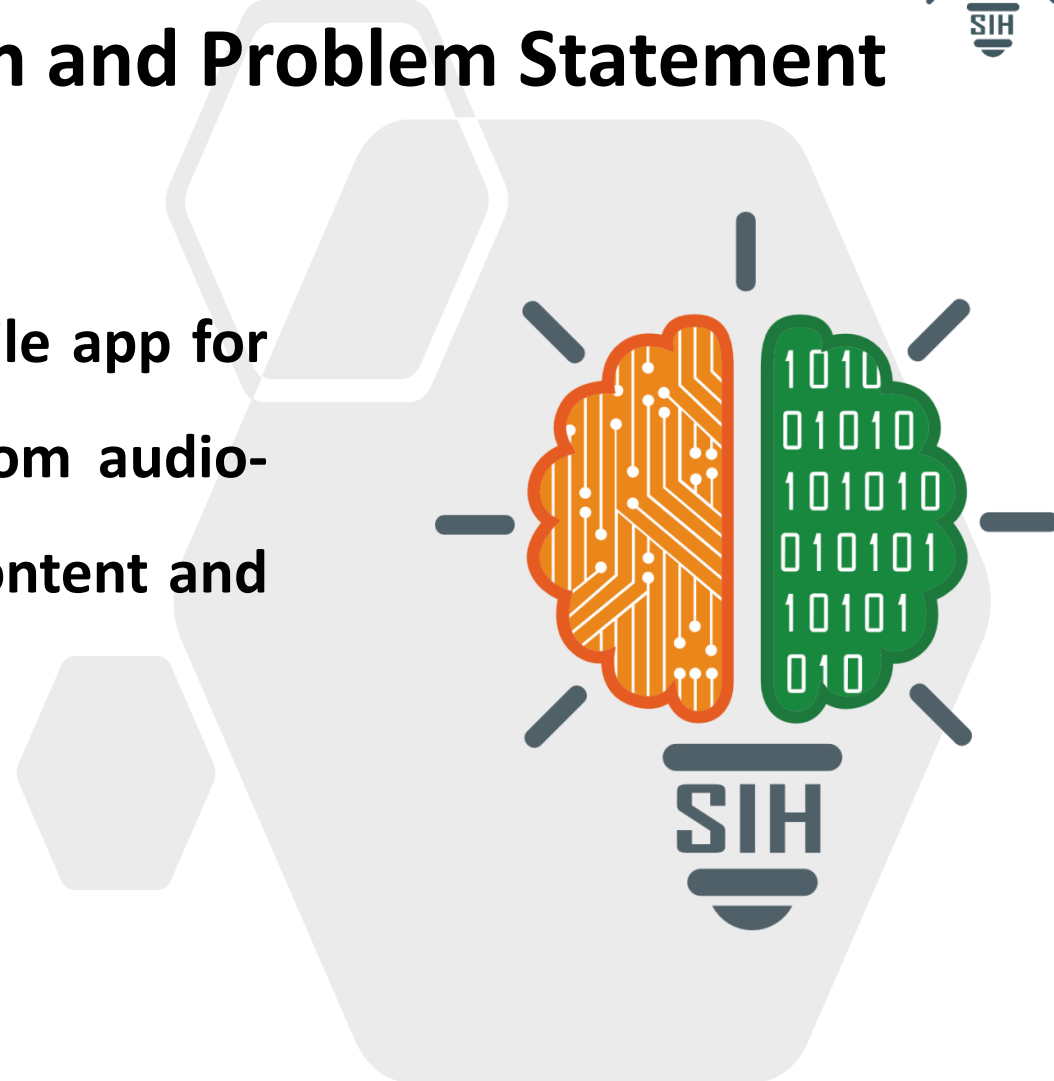 n and Problem Statement
SIH
le app for
om audio-
ontent and
1010
01010
101010
010101
10101
010
SIH